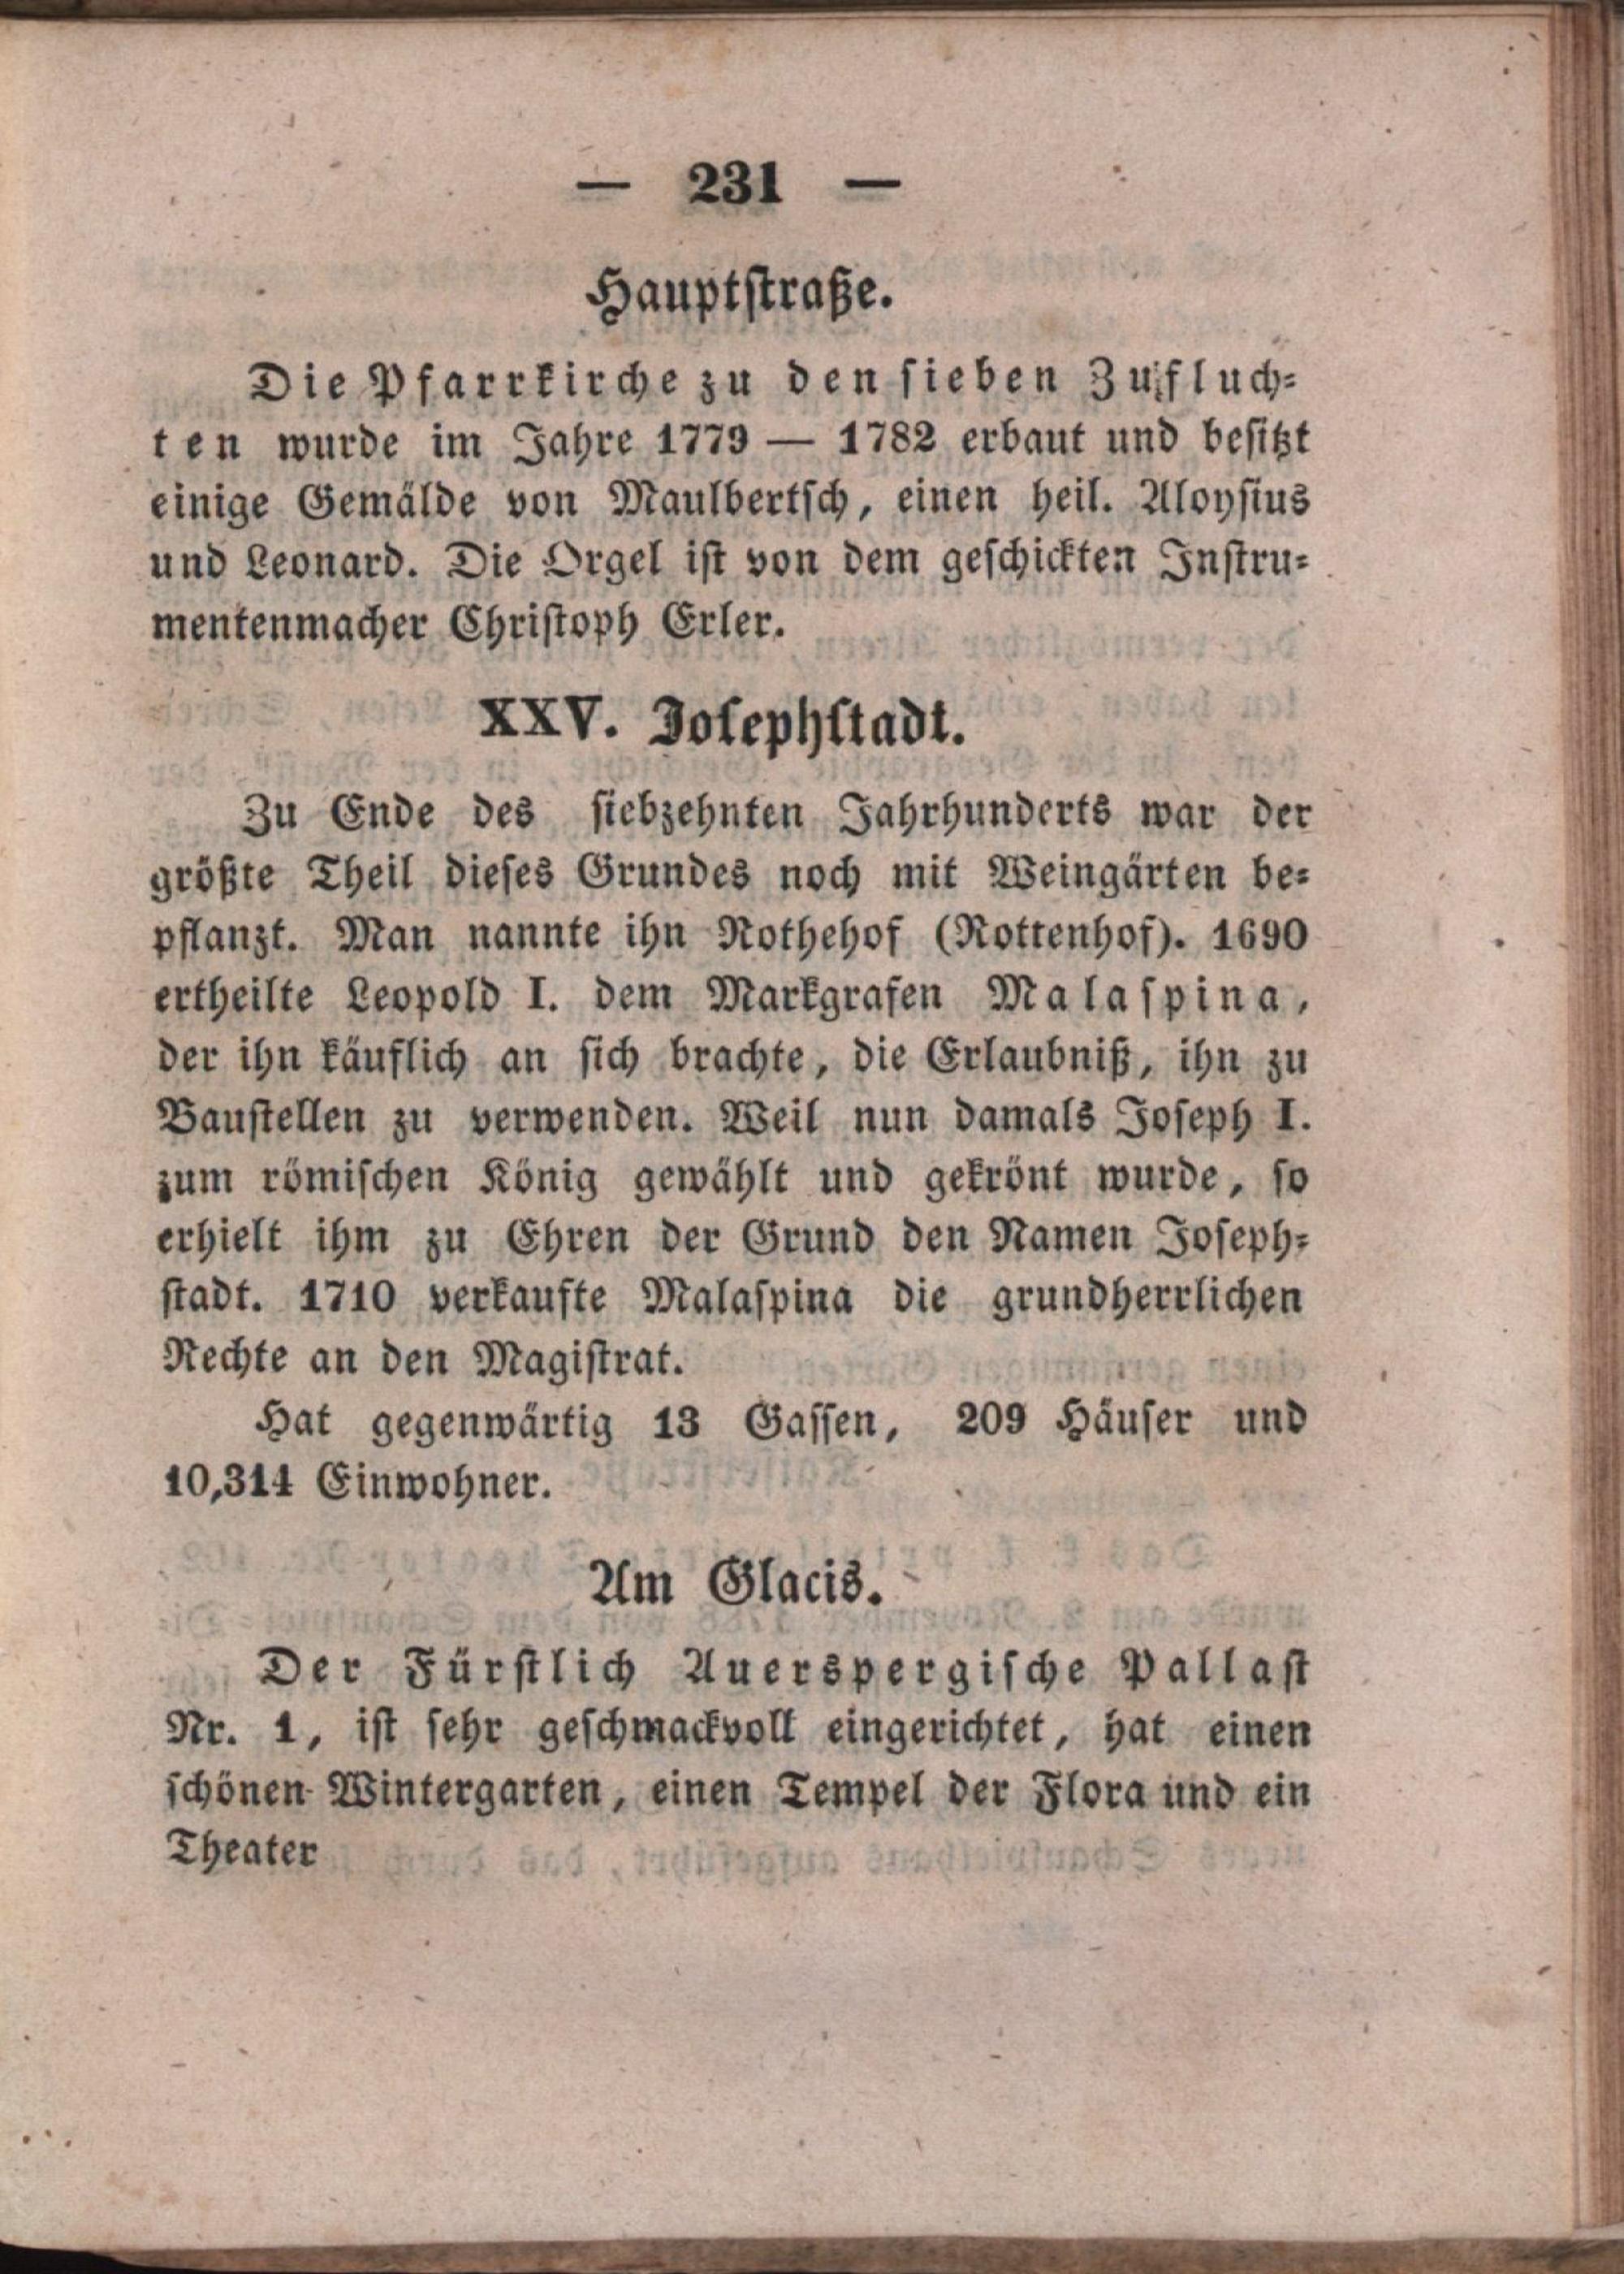 — 231 —
Hauptstraße.
Die Pfarrkirche zu den sieben Zufluch-
ten wurde im Jahre 1779 — 1782 erbaut und besitzt
einige Gemälde von Maulbertsch, einen heil. Aloysius
und Leonard. Die Orgel ist von dem geschickten Instru-
mentenmacher Christoph Erler.
XXV. Josephstadt.
Zu Ende des siebzehnten Jahrhunderts war der
größte Theil dieses Grundes noch mit Weingärten be-
pflanzt. Man nannte ihn Rothehof (Rottenhof). 1690
ertheilte Leopold I. dem Markgrafen Malaspina,
der ihn käuflich an sich brachte, die Erlaubniß, ihn zu
Baustellen zu verwenden. Weil nun damals Joseph I.
zum römischen König gewählt und gekrönt wurde, so
erhielt ihm zu Ehren der Grund den Namen Joseph-
stadt. 1710 verkaufte Malaspina die grundherrlichen
Rechte an den Magistrat.
Hat gegenwärtig 13 Gassen, 209 Häuser und
10,314 Einwohner.
Am Glacis.
Der Fürstlich Auerspergische Pallast
Nr. 1, ist sehr geschmackvoll eingerichtet, hat einen
schönen Wintergarten, einen Tempel der Flora und ein
Theater